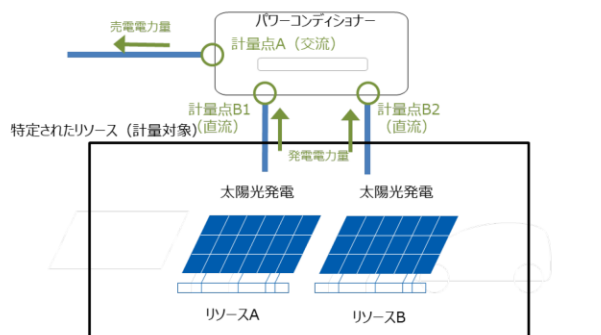 パワーコンディショナー
売電電力量
計量点A（交流）
計量点B1
（直流）
計量点B2
（直流）
特定されたリソース（計量対象）
発電電力量
太陽光発電
太陽光発電
リソースA
リソースB